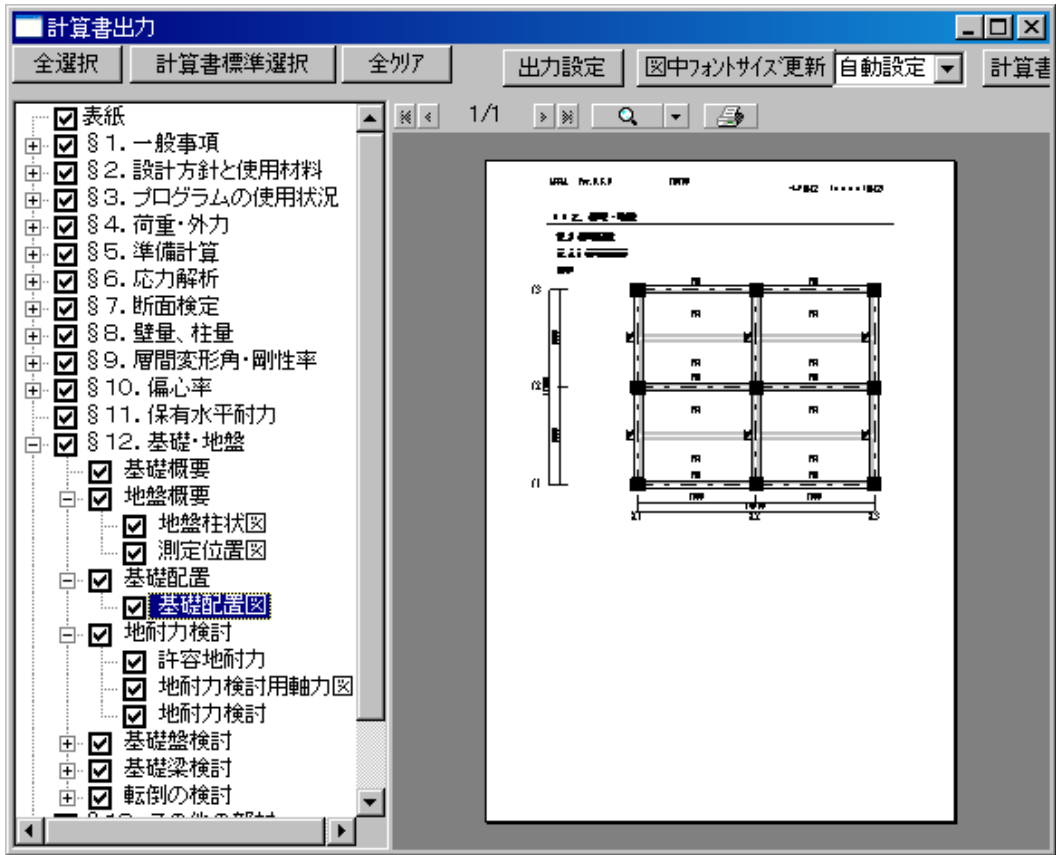 計算書出力
全選択 計算書標準選択 全ｸﾘｱ 出力設定 図中ﾌｫﾝﾄｻｲｽﾞ更新 自動設定 計算書
1/1
表紙
§1. 一般事項
§2. 設計方針と使用材料
§3. プログラムの使用状況
§4. 荷重・外力
§5. 準備計算
§6. 応力解析
§7. 断面検定
§8. 壁量、柱量
§9. 層間変形角・剛性率
§10. 偏心率
§11. 保有水平耐力
§12. 基礎・地盤
基礎概要
地盤概要
地盤柱状図
測定位置図
基礎配置
基礎配置図
地耐力検討
許容地耐力
地耐力検討用軸力図
地耐力検討
基礎盤検討
基礎梁検討
転倒の検討